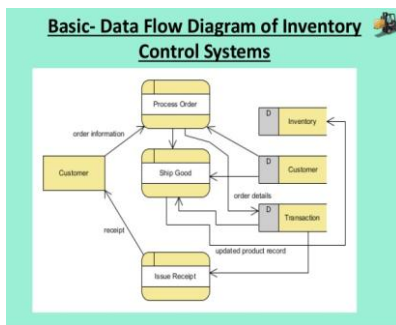 Basic- Data Flow Diagram of Inventory
Control Systems
Process Order
D
Inventory
order information
Customer
Ship Good
D
Customer
order details
D
Transaction
receipt
updated product record
Issue Receipt